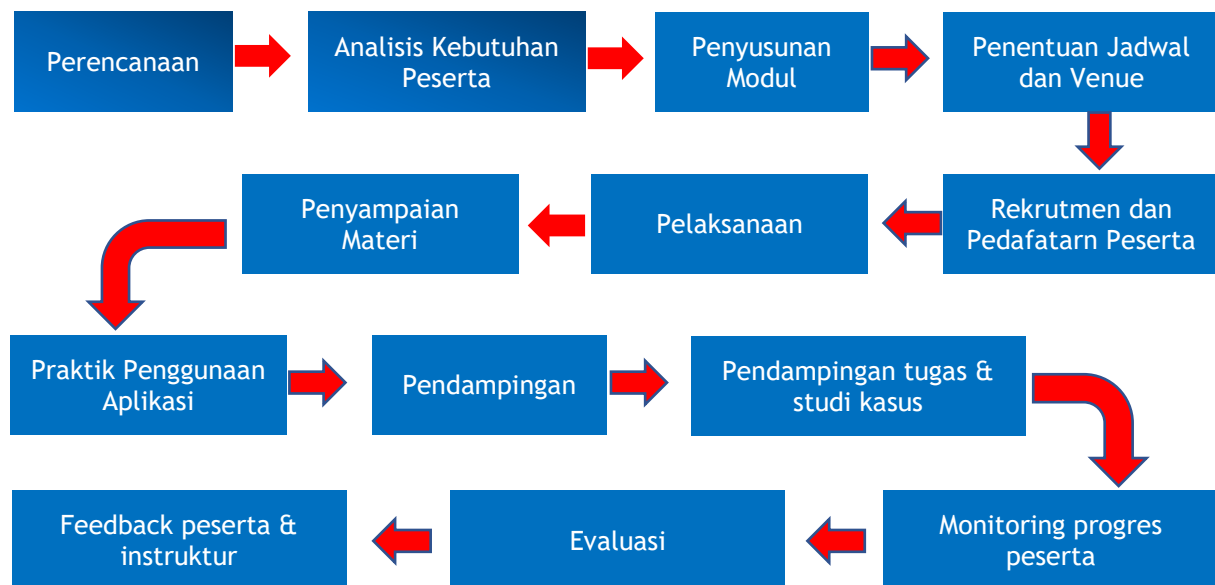 Perencanaan
Analisis Kebutuhan
Peserta
Penyusunan
Modul
Penentuan Jadwal
dan Venue
Rekrutmen dan
Pedafatarn Peserta
Pelaksanaan
Penyampaian
Materi
Praktik Penggunaan
Aplikasi
Pendampingan
Pendampingan tugas &
studi kasus
Monitoring progres
peserta
Evaluasi
Feedback peserta &
instruktur